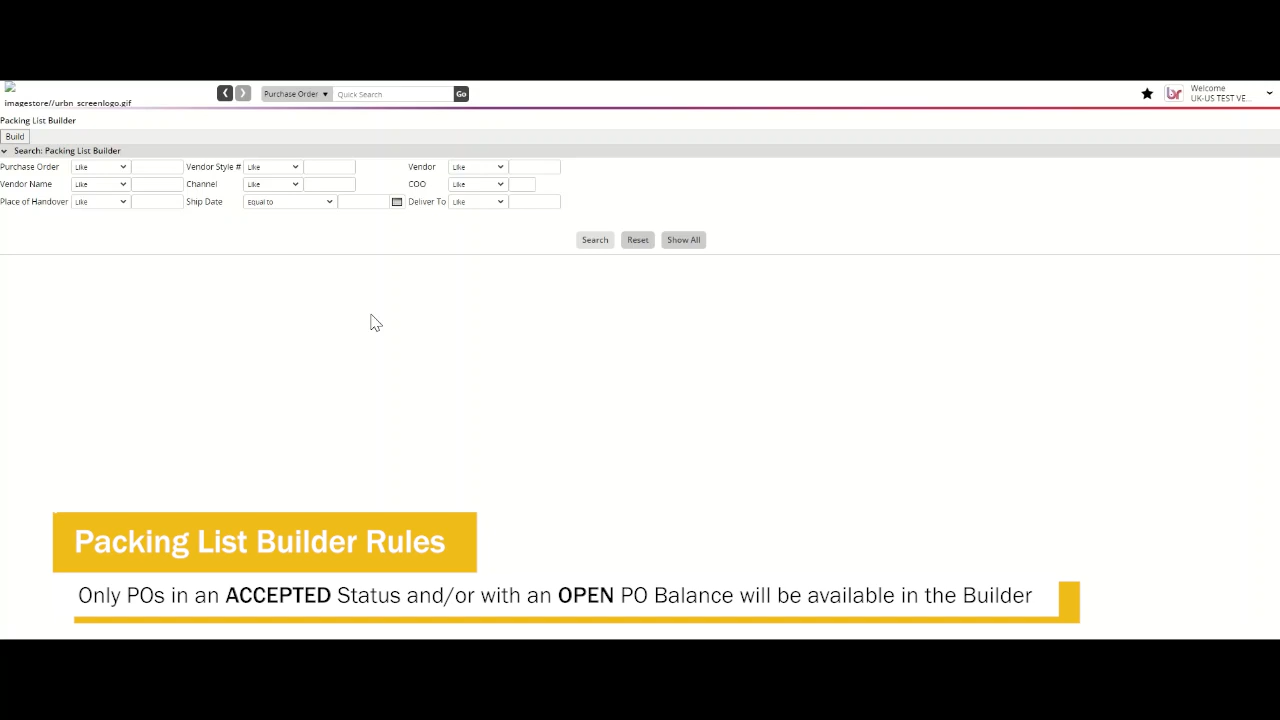 imagestore//urbn_screenlogo.gif
Purchase Order ▾ Quick Search Go
Welcome
UK-US TEST VE...
Packing List Builder
Build
Search: Packing List Builder
Purchase Order Like Vendor Style # Like Vendor Like
Vendor Name Like Channel Like COO Like
Place of Handover Like Ship Date Equal to Deliver To Like
Search Reset Show All
Packing List Builder Rules
Only POs in an ACCEPTED Status and/or with an OPEN PO Balance will be available in the Builder